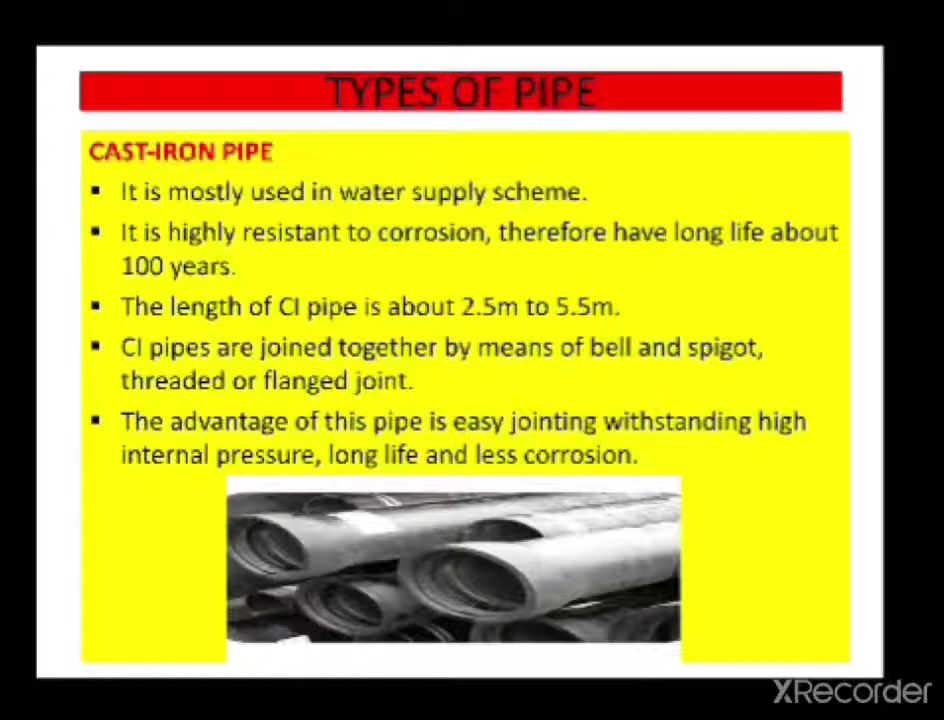 TYPES OF PIPE
CAST-IRON PIPE
▪ It is mostly used in water supply scheme.
▪ It is highly resistant to corrosion, therefore have long life about
100 years.
▪ The length of CI pipe is about 2.5m to 5.5m.
▪ CI pipes are joined together by means of bell and spigot,
threaded or flanged joint.
▪ The advantage of this pipe is easy jointing withstanding high
internal pressure, long life and less corrosion.
XRecorder